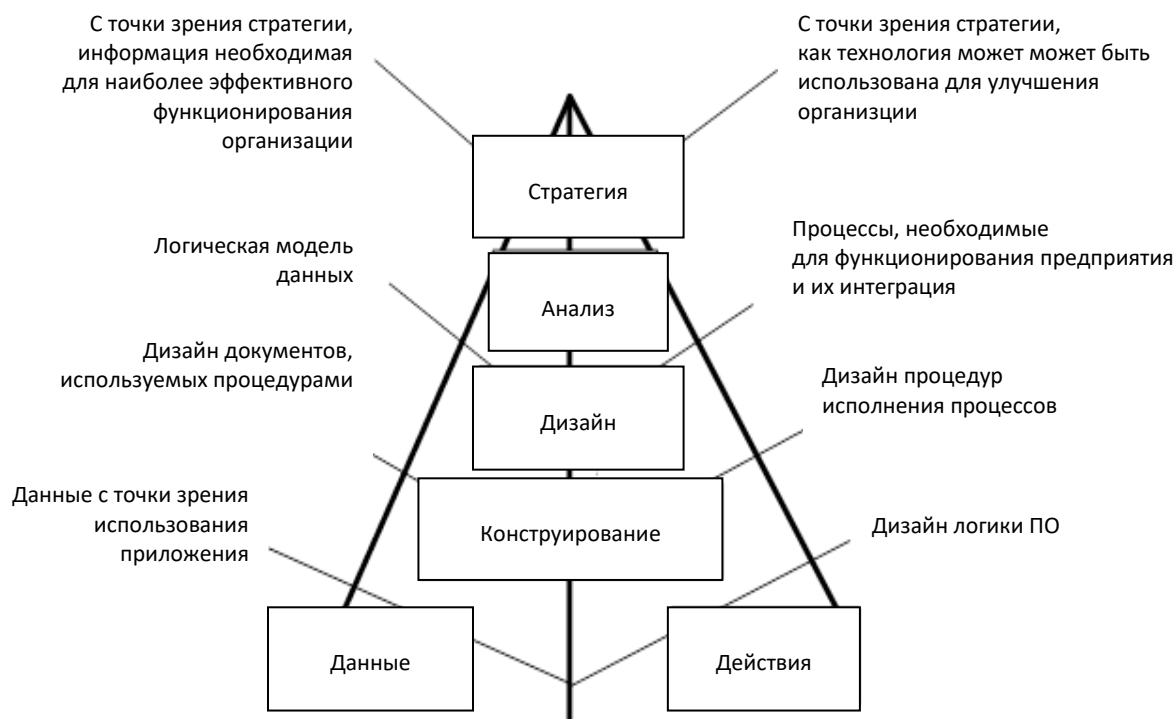 С точки зрения стратегии,
информация необходимая
для наиболее эффективного
функционирования
организации
С точки зрения стратегии,
как технология может может быть
использована для улучшения
организции
Стратегия
Логическая модель
данных
Процессы, необходимые
для функционирования предприятия
и их интеграция
Анализ
Дизайн документов,
используемых процедурами
Дизайн процедур
исполнения процессов
Дизайн
Данные с точки зрения
использования
приложения
Конструирование
Дизайн логики ПО
Данные
Действия